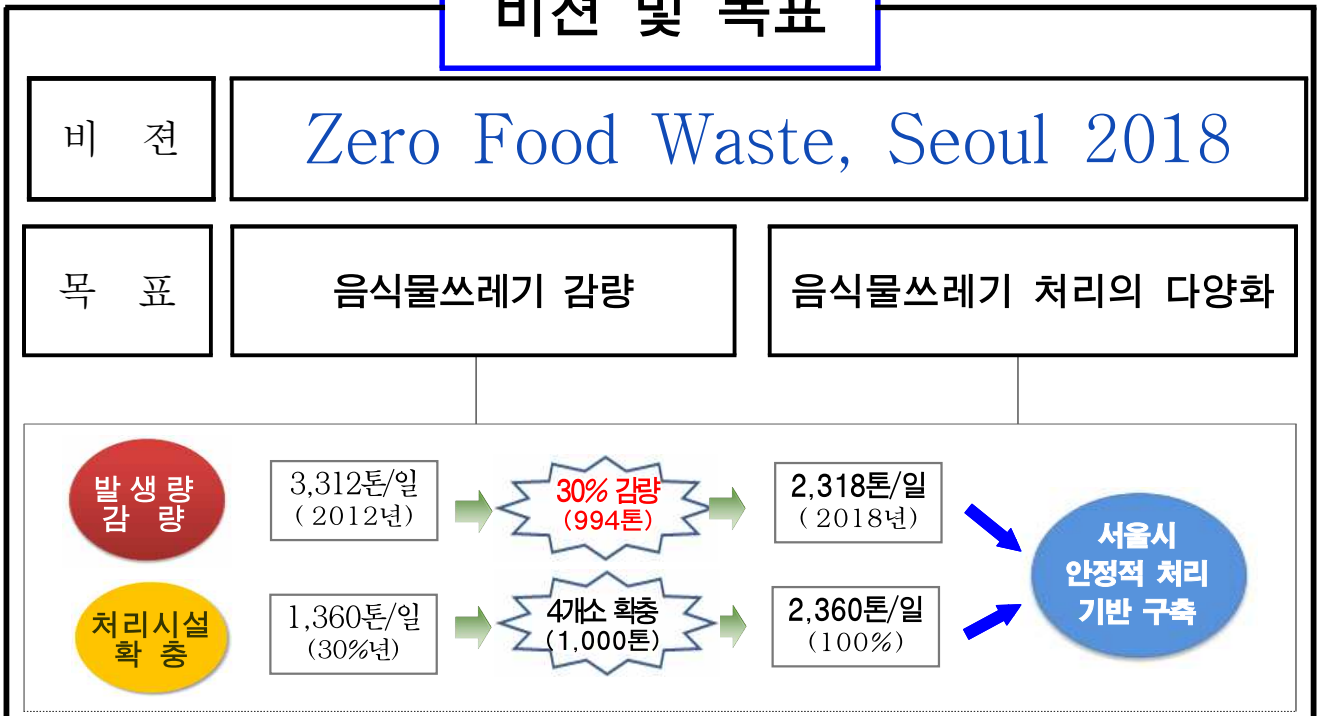 비전 및 목표
비 젼
Zero Food Waste, Seoul 2018
목 표
음식물쓰레기 감량
음식물쓰레기 처리의 다양화
발 생 량
감 량
3,312톤/일
( 2012년)
30% 감량
(994톤)
2,318톤/일
( 2018년)
처리시설
확 충
1,360톤/일
(30%년)
4개소 확충
(1,000톤)
2,360톤/일
(100%)
서울시
안정적 처리
기반 구축